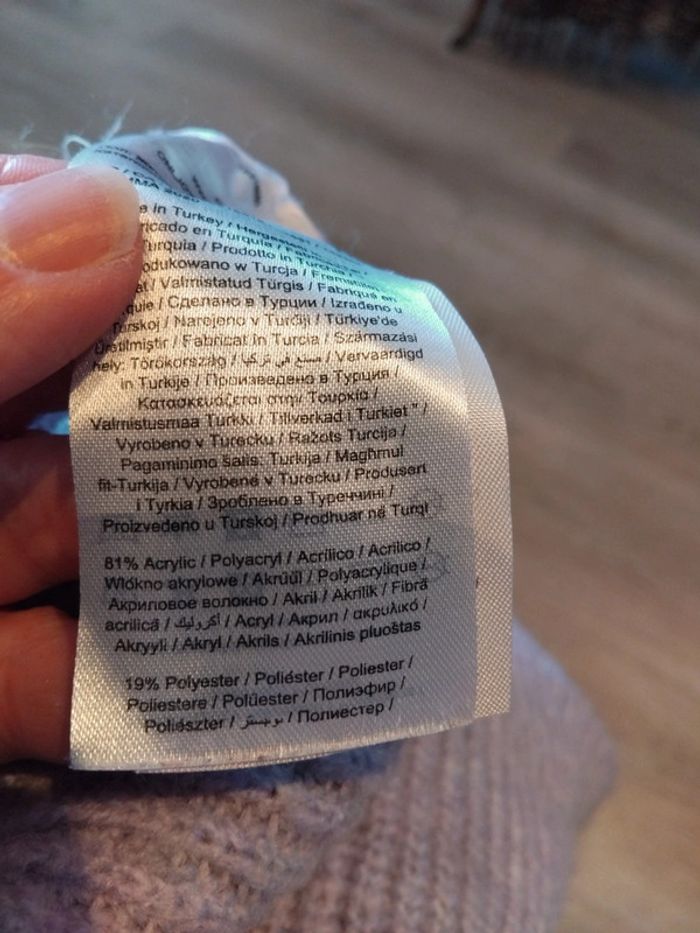 in Turkey / Hergestellt
en Turquía /
Turquia / Prodotto in Turchia /
odukowano w Turcja / Fremstillet
/ Valmistatud Türgis / Fabriqué en
quie / Сделано в Турции / Izrađeno u
Turskoj / Narejeno v Turčiji / Türkiye'de
Üretilmiştir / Fabricat în Turcia / Származási
hely: Törökország / صنع في تركيا / Vervaardigd
in Turkije / Произведено в Турция /
Κατασκευάζεται στην Τουρκία /
Valmistusmaa Turkki / Tillverkad i Turkiet " /
Vyrobeno v Turecku / Ražots Turcija /
Pagaminimo šalis: Turkija / Magħmul
fit-Turkija / Vyrobené v Turecku / Produsert
i Tyrkia / Зроблено в Туреччині /
Proizvedeno u Turskoj / Prodhuar në Turqi
81% Acrylic / Polyacryl / Acrílico / Acrilico /
Włókno akrylowe / Akrüül / Polyacrylique /
Акриловое волокно / Akril / Akrilik / Fibră
acrilică / أكروليك / Acryl / Акрил / ακρυλικό /
Akryyli / Akryl / Akrils / Akrilinis pluoštas
19% Polyester / Poliéster / Poliester /
Poliestere / Polüester / Полиэфир /
Poliészter / بوليستر / Полиестер /